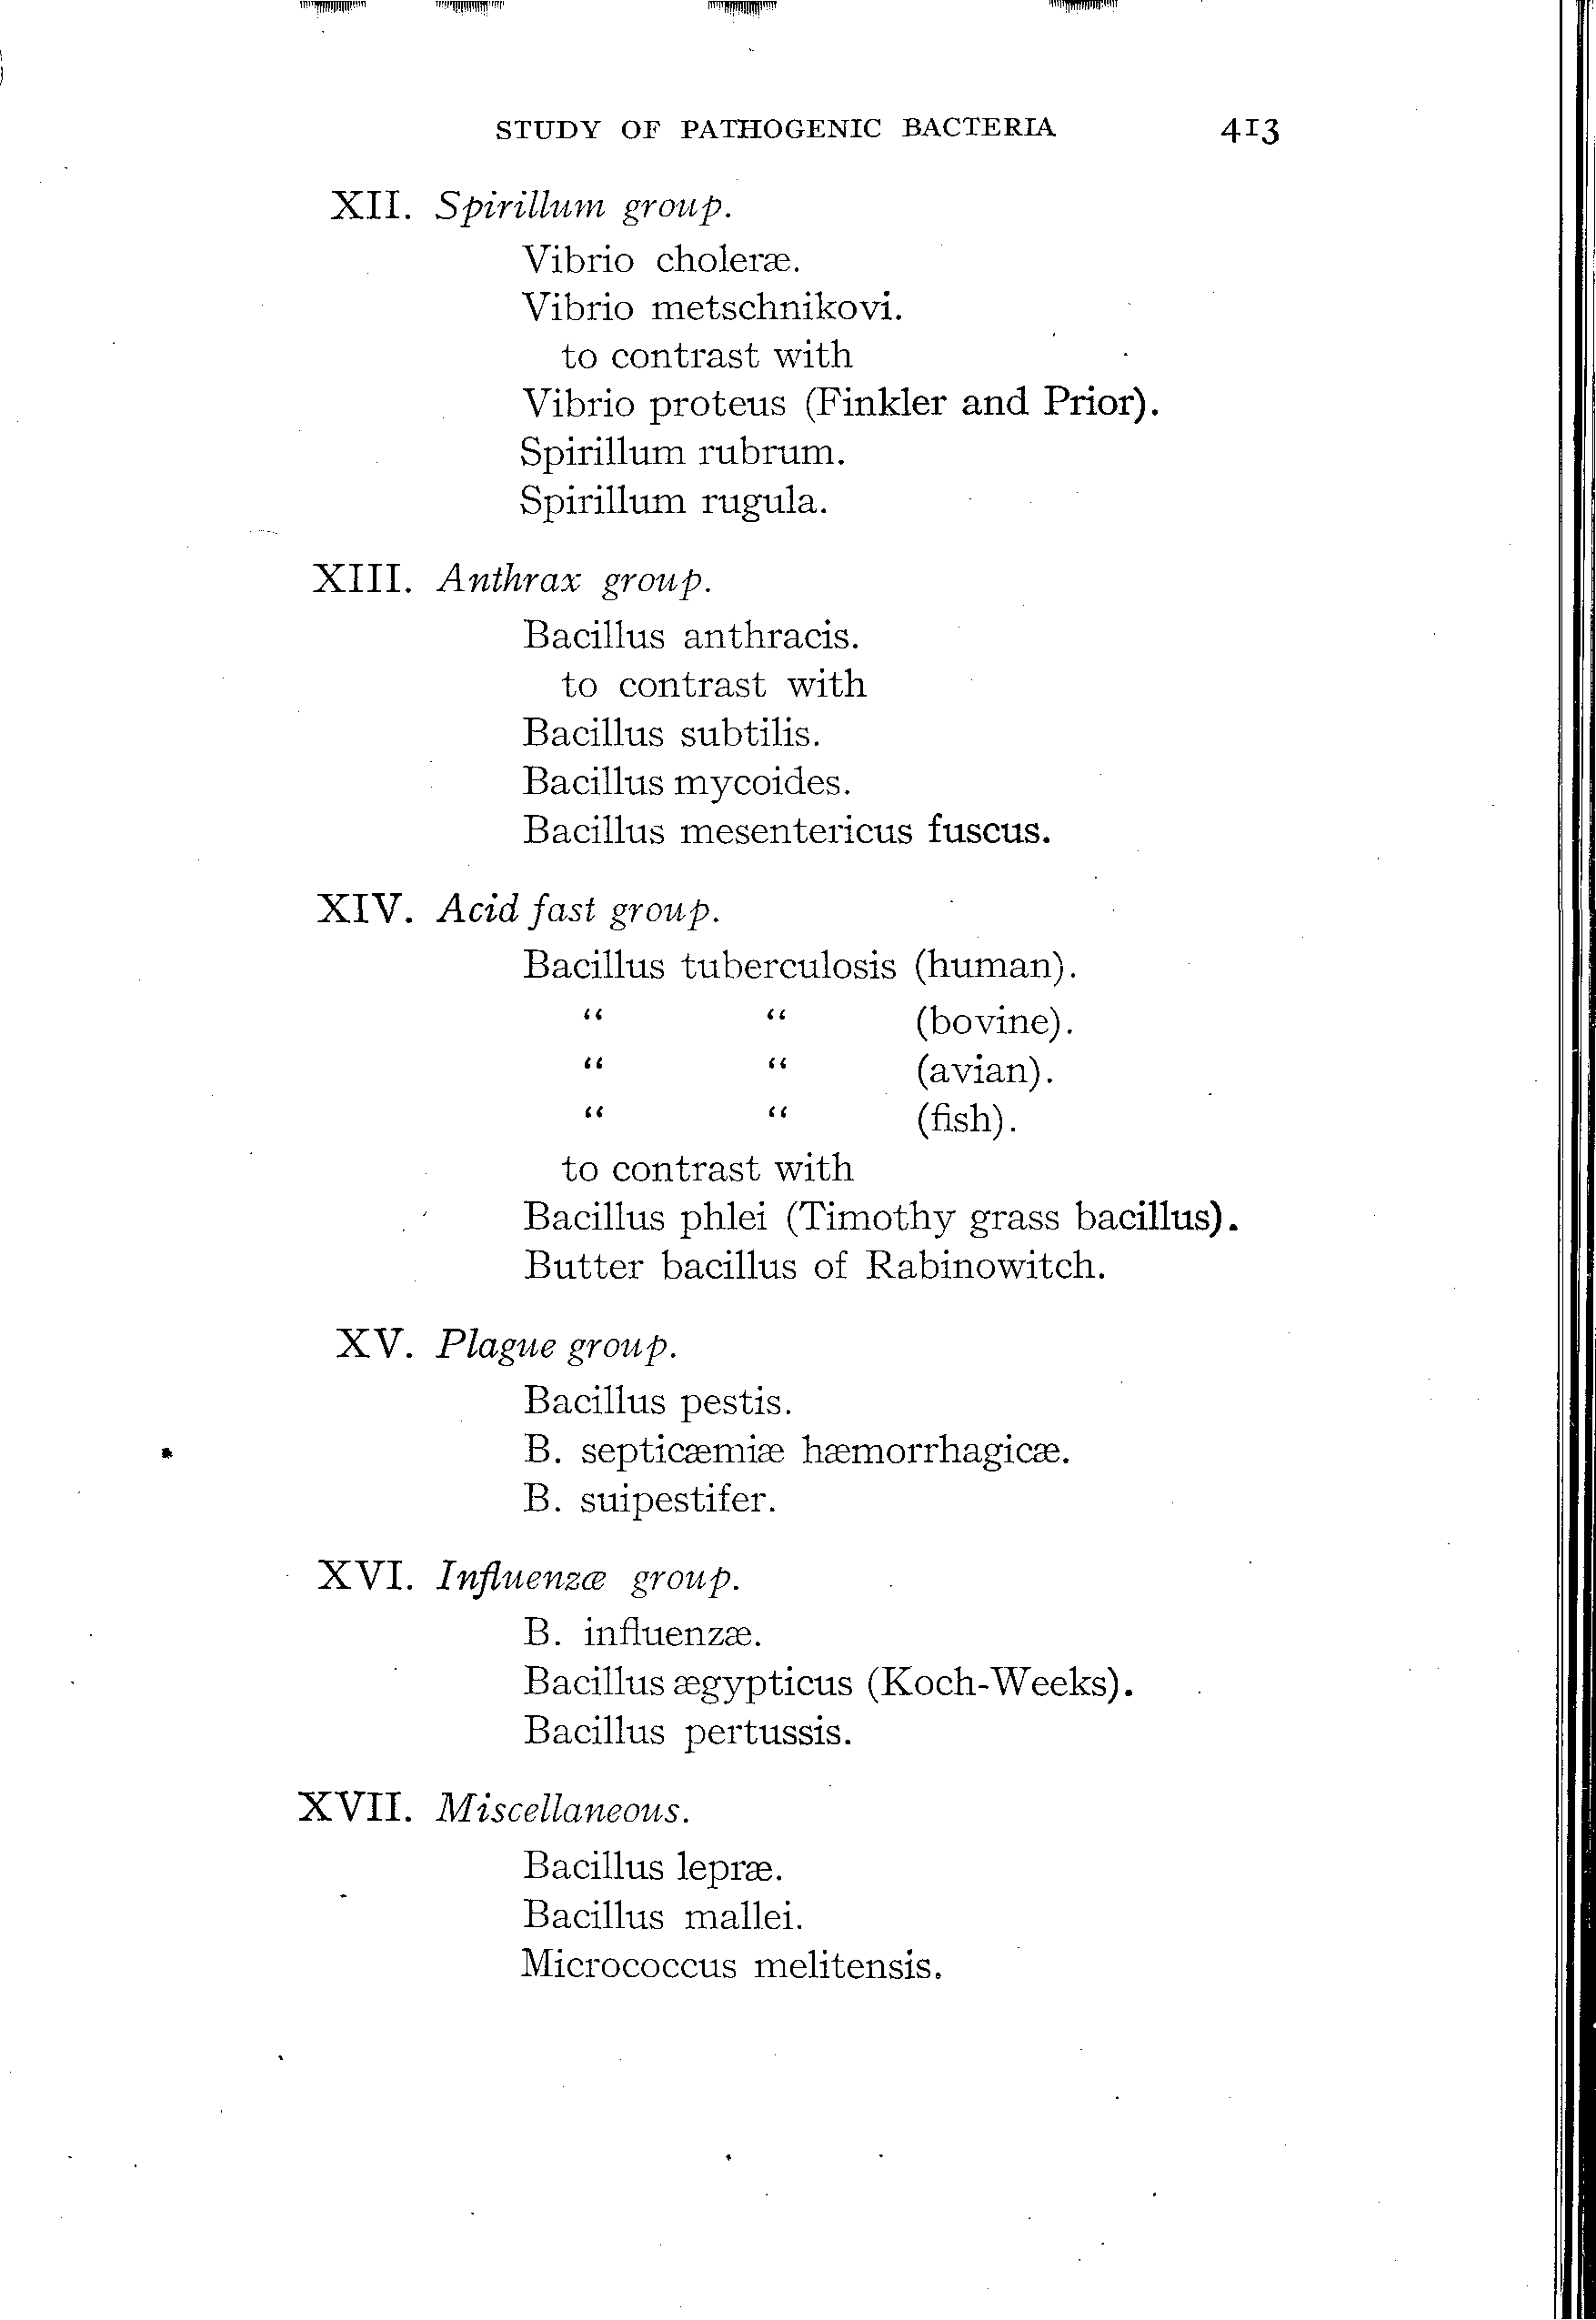 STUDY OF PATHOGENIC BACTERIA 413
XII. Spirillum group.
Vibrio choleræ.
Vibrio metschnikovi.
to contrast with
Vibrio proteus (Finkler and Prior).
Spirillum rubrum.
Spirillum rugula.
XIII. Anthrax group.
Bacillus anthracis.
to contrast with
Bacillus subtilis.
Bacillus mycoides.
Bacillus mesentericus fuscus.
XIV. Acid fast group.
Bacillus tuberculosis (human).
“ “ (bovine).
“ “ (avian).
“ “ (fish).
to contrast with
Bacillus phlei (Timothy grass bacillus).
Butter bacillus of Rabinowitch.
XV. Plague group.
Bacillus pestis.
B. septicæmiæ hæmorrhagicæ.
B. suipestifer.
XVI. Influenzæ group.
B. influenzæ.
Bacillus ægypticus (Koch-Weeks).
Bacillus pertussis.
XVII. Miscellaneous.
Bacillus lepræ.
Bacillus mallei.
Micrococcus melitensis.